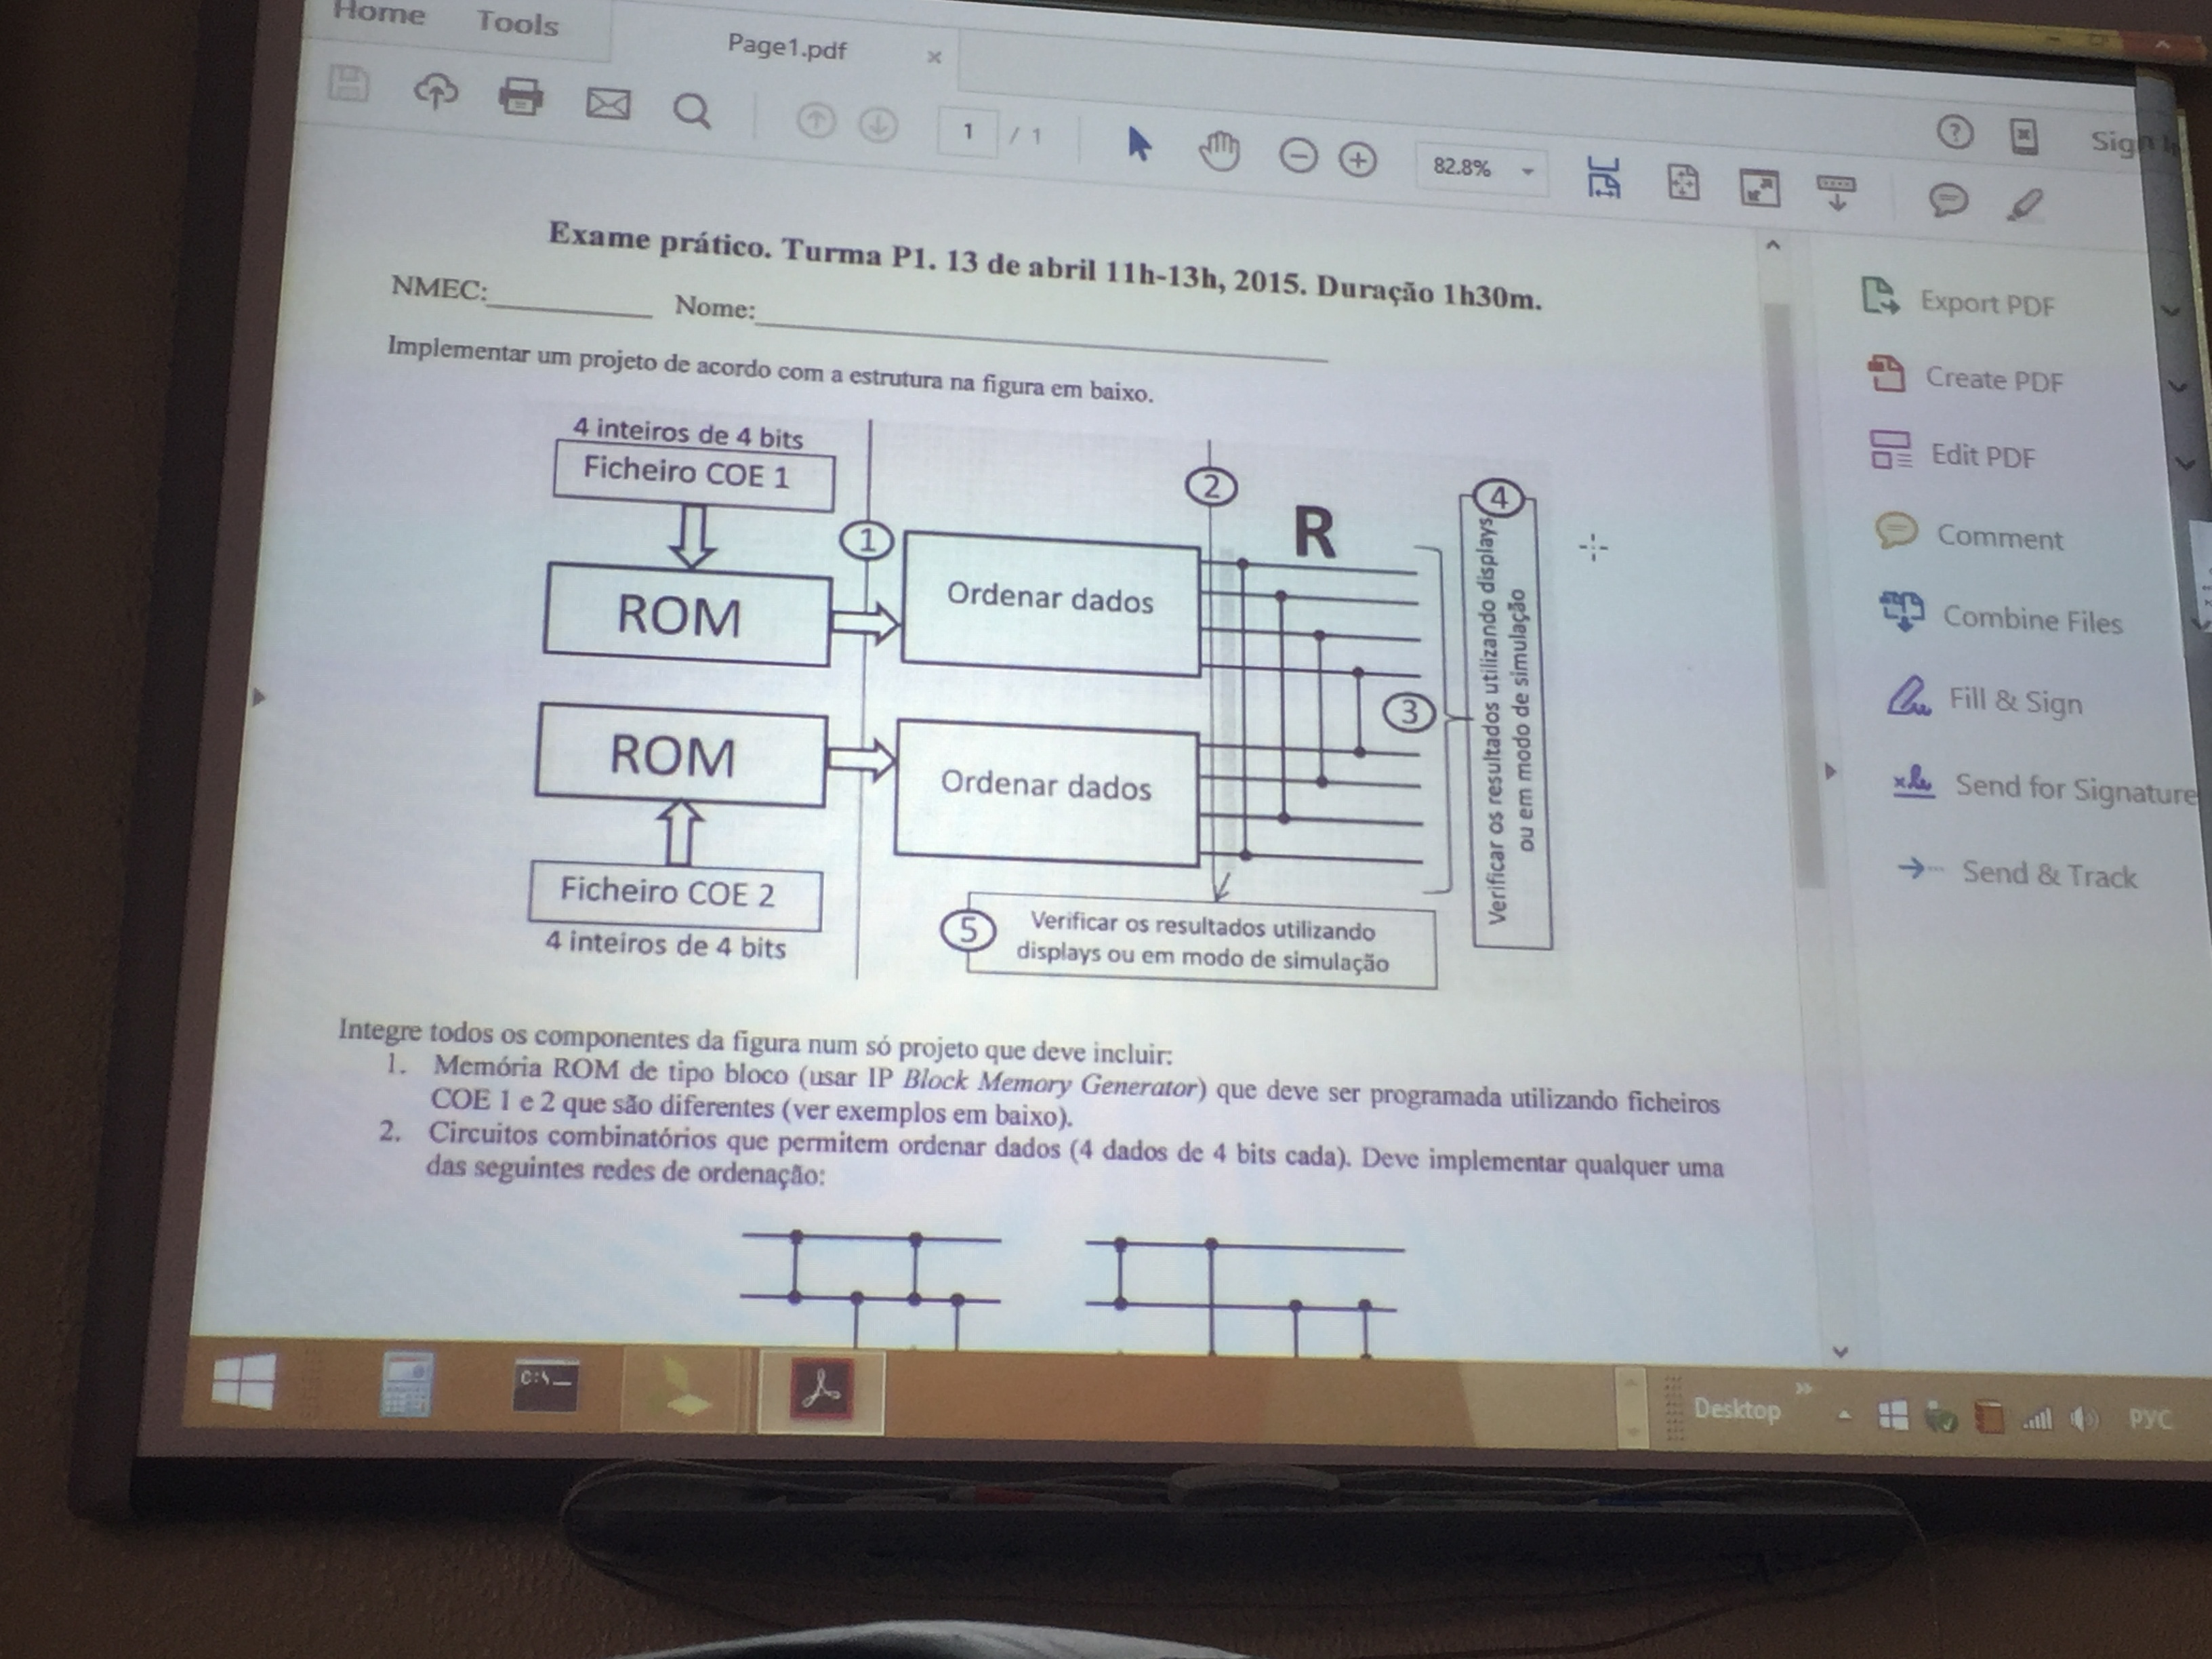 Home Tools
Page1.pdf
1 / 1
82.8%
Exame prático. Turma P1. 13 de abril 11h-13h, 2015. Duração 1h30m.
NMEC:__________ Nome:____________________________________
Implementar um projeto de acordo com a estrutura na figura em baixo.
4 inteiros de 4 bits
Ficheiro COE 1
ROM
1
Ordenar dados
2
R
3
4
Verificar os resultados utilizando displays
ou em modo de simulação
ROM
Ordenar dados
Ficheiro COE 2
4 inteiros de 4 bits
5
Verificar os resultados utilizando
displays ou em modo de simulação
Integre todos os componentes da figura num só projeto que deve incluir:
1. Memória ROM de tipo bloco (usar IP Block Memory Generator) que deve ser programada utilizando ficheiros
COE 1 e 2 que são diferentes (ver exemplos em baixo).
2. Circuitos combinatórios que permitem ordenar dados (4 dados de 4 bits cada). Deve implementar qualquer uma
das seguintes redes de ordenação:
Export PDF
Create PDF
Edit PDF
Comment
Combine Files
Fill & Sign
Send for Signature
Send & Track
C:\_
Desktop
РУС